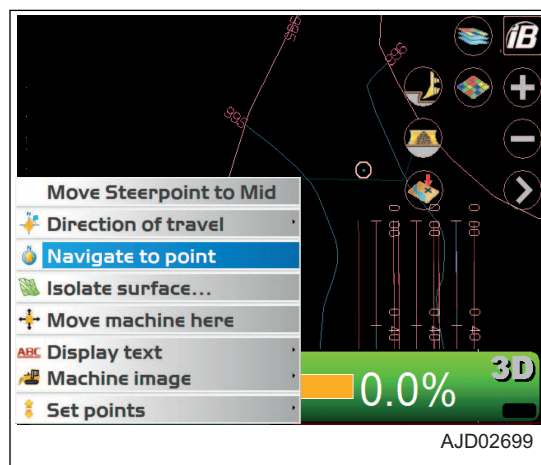 iB
Move Steerpoint to Mid
Direction of travel
Navigate to point
Isolate surface...
Move machine here
ABC Display text
Machine image
Set points
0.0%
3D
AJD02699